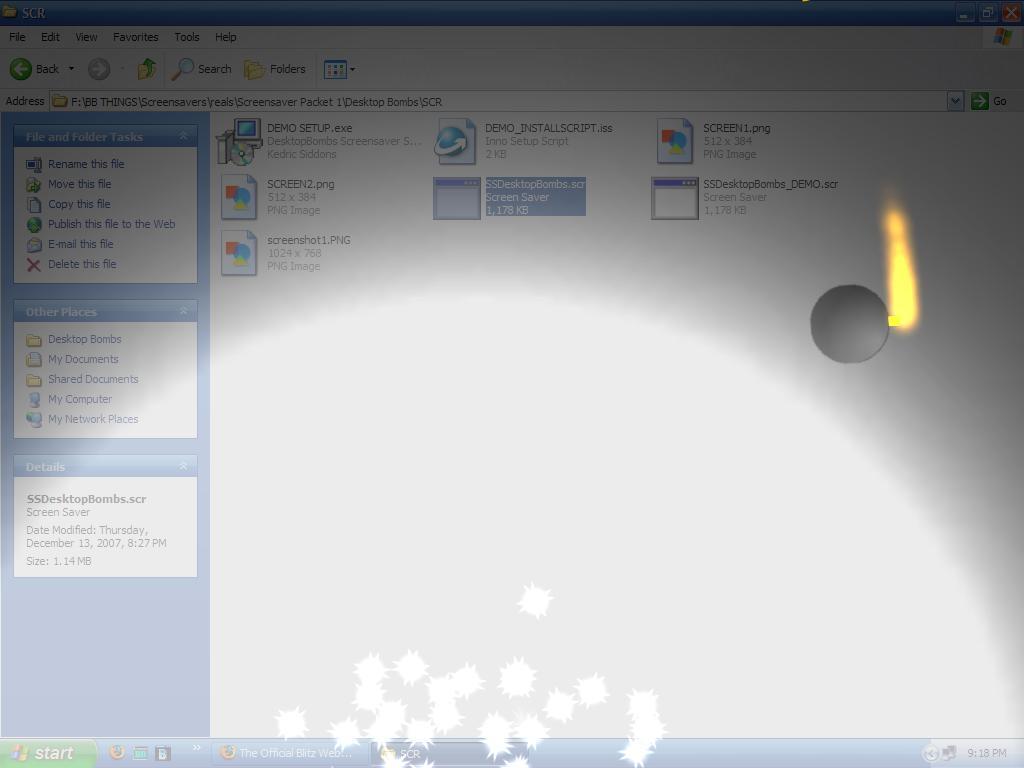 SCR
File Edit View Favorites Tools Help
Back Search Folders
Address F:\BB THINGS\Screensavers\reals\Screensaver Packet 1\Desktop Bombs\SCR Go
File and Folder Tasks
Rename this file
Move this file
Copy this file
Publish this file to the Web
E-mail this file
Delete this file
Other Places
Desktop Bombs
My Documents
Shared Documents
My Computer
My Network Places
Details
SSDesktopBombs.scr
Screen Saver
Date Modified: Thursday,
December 13, 2007, 8:27 PM
Size: 1.14 MB
DEMO SETUP.exe
DesktopBombs Screensaver S...
Kedric Siddons
DEMO_INSTALLSCRIPT.iss
Inno Setup Script
2 KB
SCREEN1.png
512 x 384
PNG Image
SCREEN2.png
512 x 384
PNG Image
SSDesktopBombs.scr
Screen Saver
1,178 KB
SSDesktopBombs_DEMO.scr
Screen Saver
1,178 KB
screenshot1.PNG
1024 x 768
PNG Image
start B » The Official Blitz Web... SCR 9:18 PM